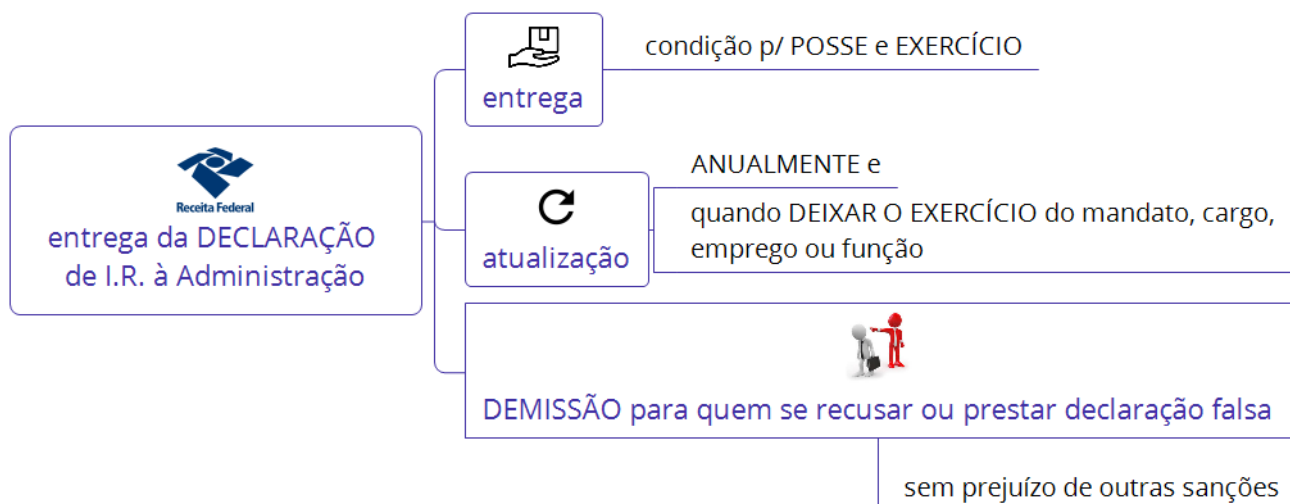 entrega
condição p/ POSSE e EXERCÍCIO
Receita Federal
entrega da DECLARAÇÃO
de I.R. à Administração
atualização
ANUALMENTE e
quando DEIXAR O EXERCÍCIO do mandato, cargo,
emprego ou função
DEMISSÃO para quem se recusar ou prestar declaração falsa
sem prejuízo de outras sanções